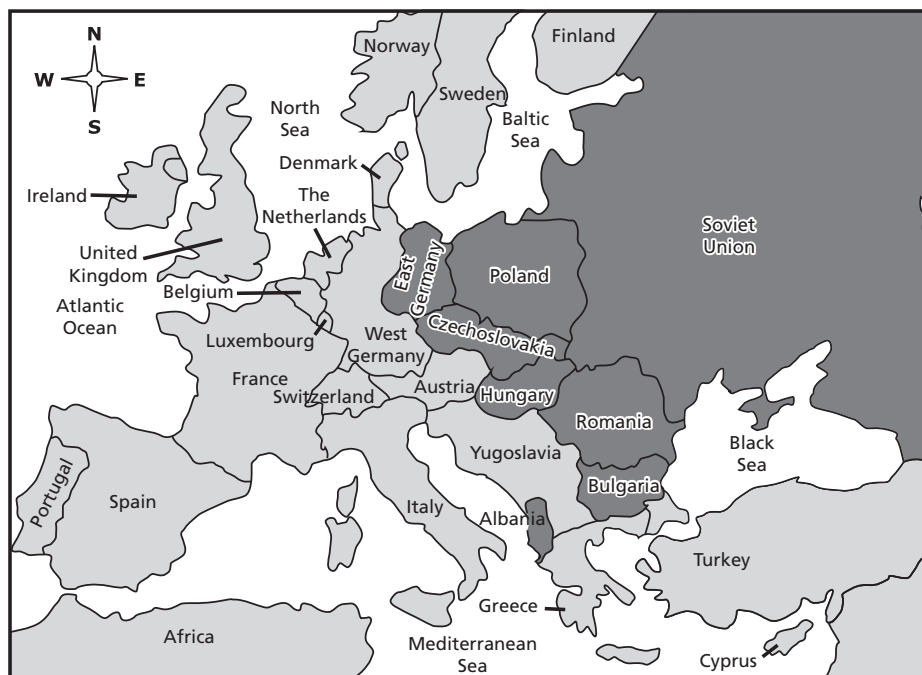 N
W
E
S
Norway
Finland
Sweden
North
Sea
Baltic
Sea
Denmark
The
Netherlands
Ireland
United
Kingdom
Soviet
Union
East
Germany
Poland
Belgium
Atlantic
Ocean
Luxembourg
West
Germany
Czechoslovakia
France
Switzerland
Austria
Hungary
Romania
Yugoslavia
Black
Sea
Bulgaria
Portugal
Spain
Italy
Albania
Turkey
Greece
Africa
Mediterranean
Sea
Cyprus